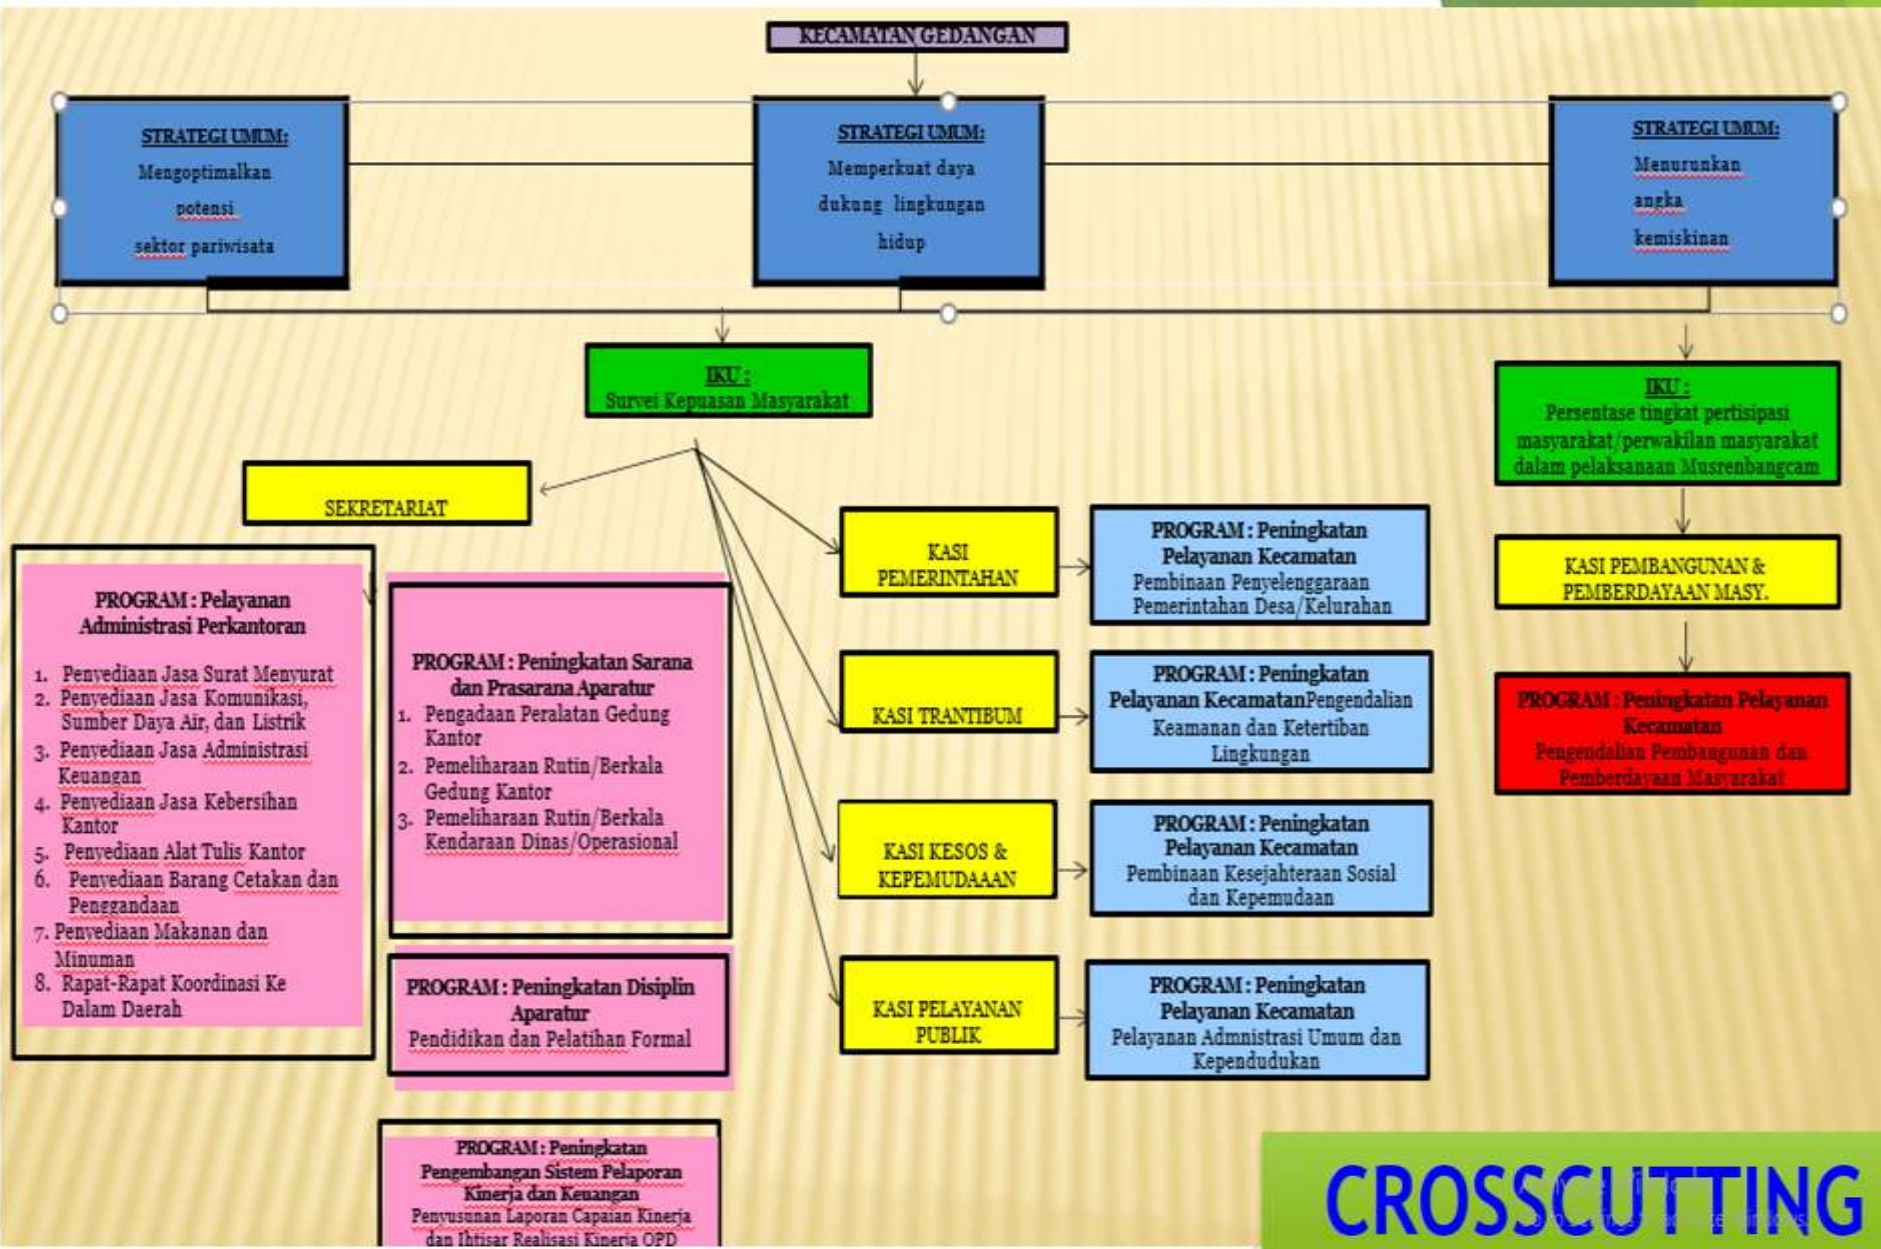 KECAMATAN GEDANGAN
STRATEGI UMUM:
Mengoptimalkan
potensi
sektor pariwisata
STRATEGI UMUM:
Memperkuat daya
dukung lingkungan
hidup
STRATEGI UMUM:
Menurunkan
angka
kemiskinan
IKU :
Survei Kepuasan Masyarakat
IKU :
Persentase tingkat pertisipasi
masyarakat/perwakilan masyarakat
dalam pelaksanaan Musrenbangcam
SEKRETARIAT
PROGRAM : Pelayanan
Administrasi Perkantoran
1. Penyediaan Jasa Surat Menyurat
2. Penyediaan Jasa Komunikasi,
Sumber Daya Air, dan Listrik
3. Penyediaan Jasa Administrasi
Keuangan
4. Penyediaan Jasa Kebersihan
Kantor
5. Penyediaan Alat Tulis Kantor
6. Penyediaan Barang Cetakan dan
Penggandaan
7. Penyediaan Makanan dan
Minuman
8. Rapat-Rapat Koordinasi Ke
Dalam Daerah
PROGRAM : Peningkatan Sarana
dan Prasarana Aparatur
1. Pengadaan Peralatan Gedung
Kantor
2. Pemeliharaan Rutin/Berkala
Gedung Kantor
3. Pemeliharaan Rutin/Berkala
Kendaraan Dinas/Operasional
PROGRAM : Peningkatan Disiplin
Aparatur
Pendidikan dan Pelatihan Formal
PROGRAM : Peningkatan
Pengembangan Sistem Pelaporan
Kinerja dan Keuangan
Penyusunan Laporan Capaian Kinerja
dan Ihtisar Realisasi Kinerja OPD
KASI
PEMERINTAHAN
PROGRAM : Peningkatan
Pelayanan Kecamatan
Pembinaan Penyelenggaraan
Pemerintahan Desa/Kelurahan
KASI TRANTIBUM
PROGRAM : Peningkatan
Pelayanan KecamatanPengendalian
Keamanan dan Ketertiban
Lingkungan
KASI KESOS &
KEPEMUDAAAN
PROGRAM : Peningkatan
Pelayanan Kecamatan
Pembinaan Kesejahteraan Sosial
dan Kepemudaan
KASI PELAYANAN
PUBLIK
PROGRAM : Peningkatan
Pelayanan Kecamatan
Pelayanan Admnistrasi Umum dan
Kependudukan
KASI PEMBANGUNAN &
PEMBERDAYAAN MASY.
PROGRAM : Peningkatan Pelayanan
Kecamatan
Pengendalian Pembangunan dan
Pemberdayaan Masyarakat
CROSSCUTTING